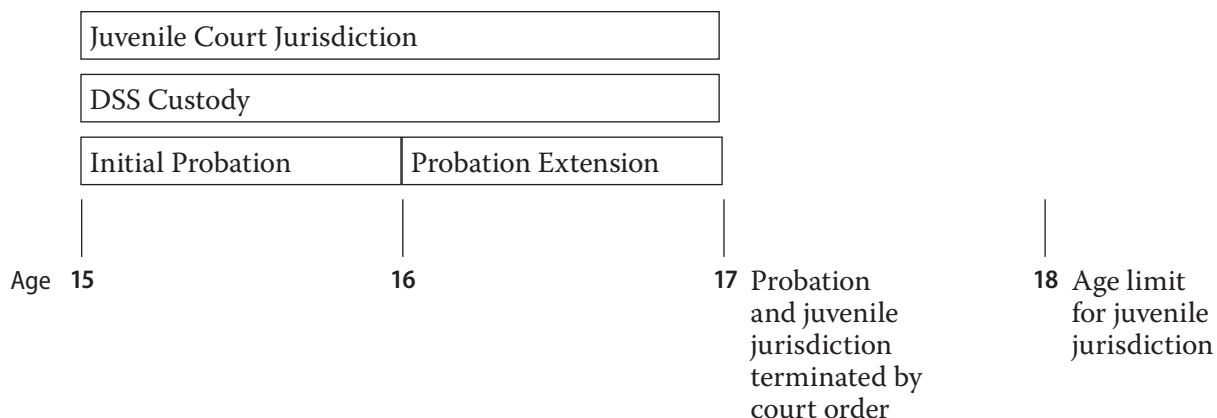 Juvenile Court Jurisdiction
DSS Custody
Initial Probation Probation Extension
Age 15 16 17 Probation 18 Age limit
and juvenile for juvenile
jurisdiction jurisdiction
terminated by
court order